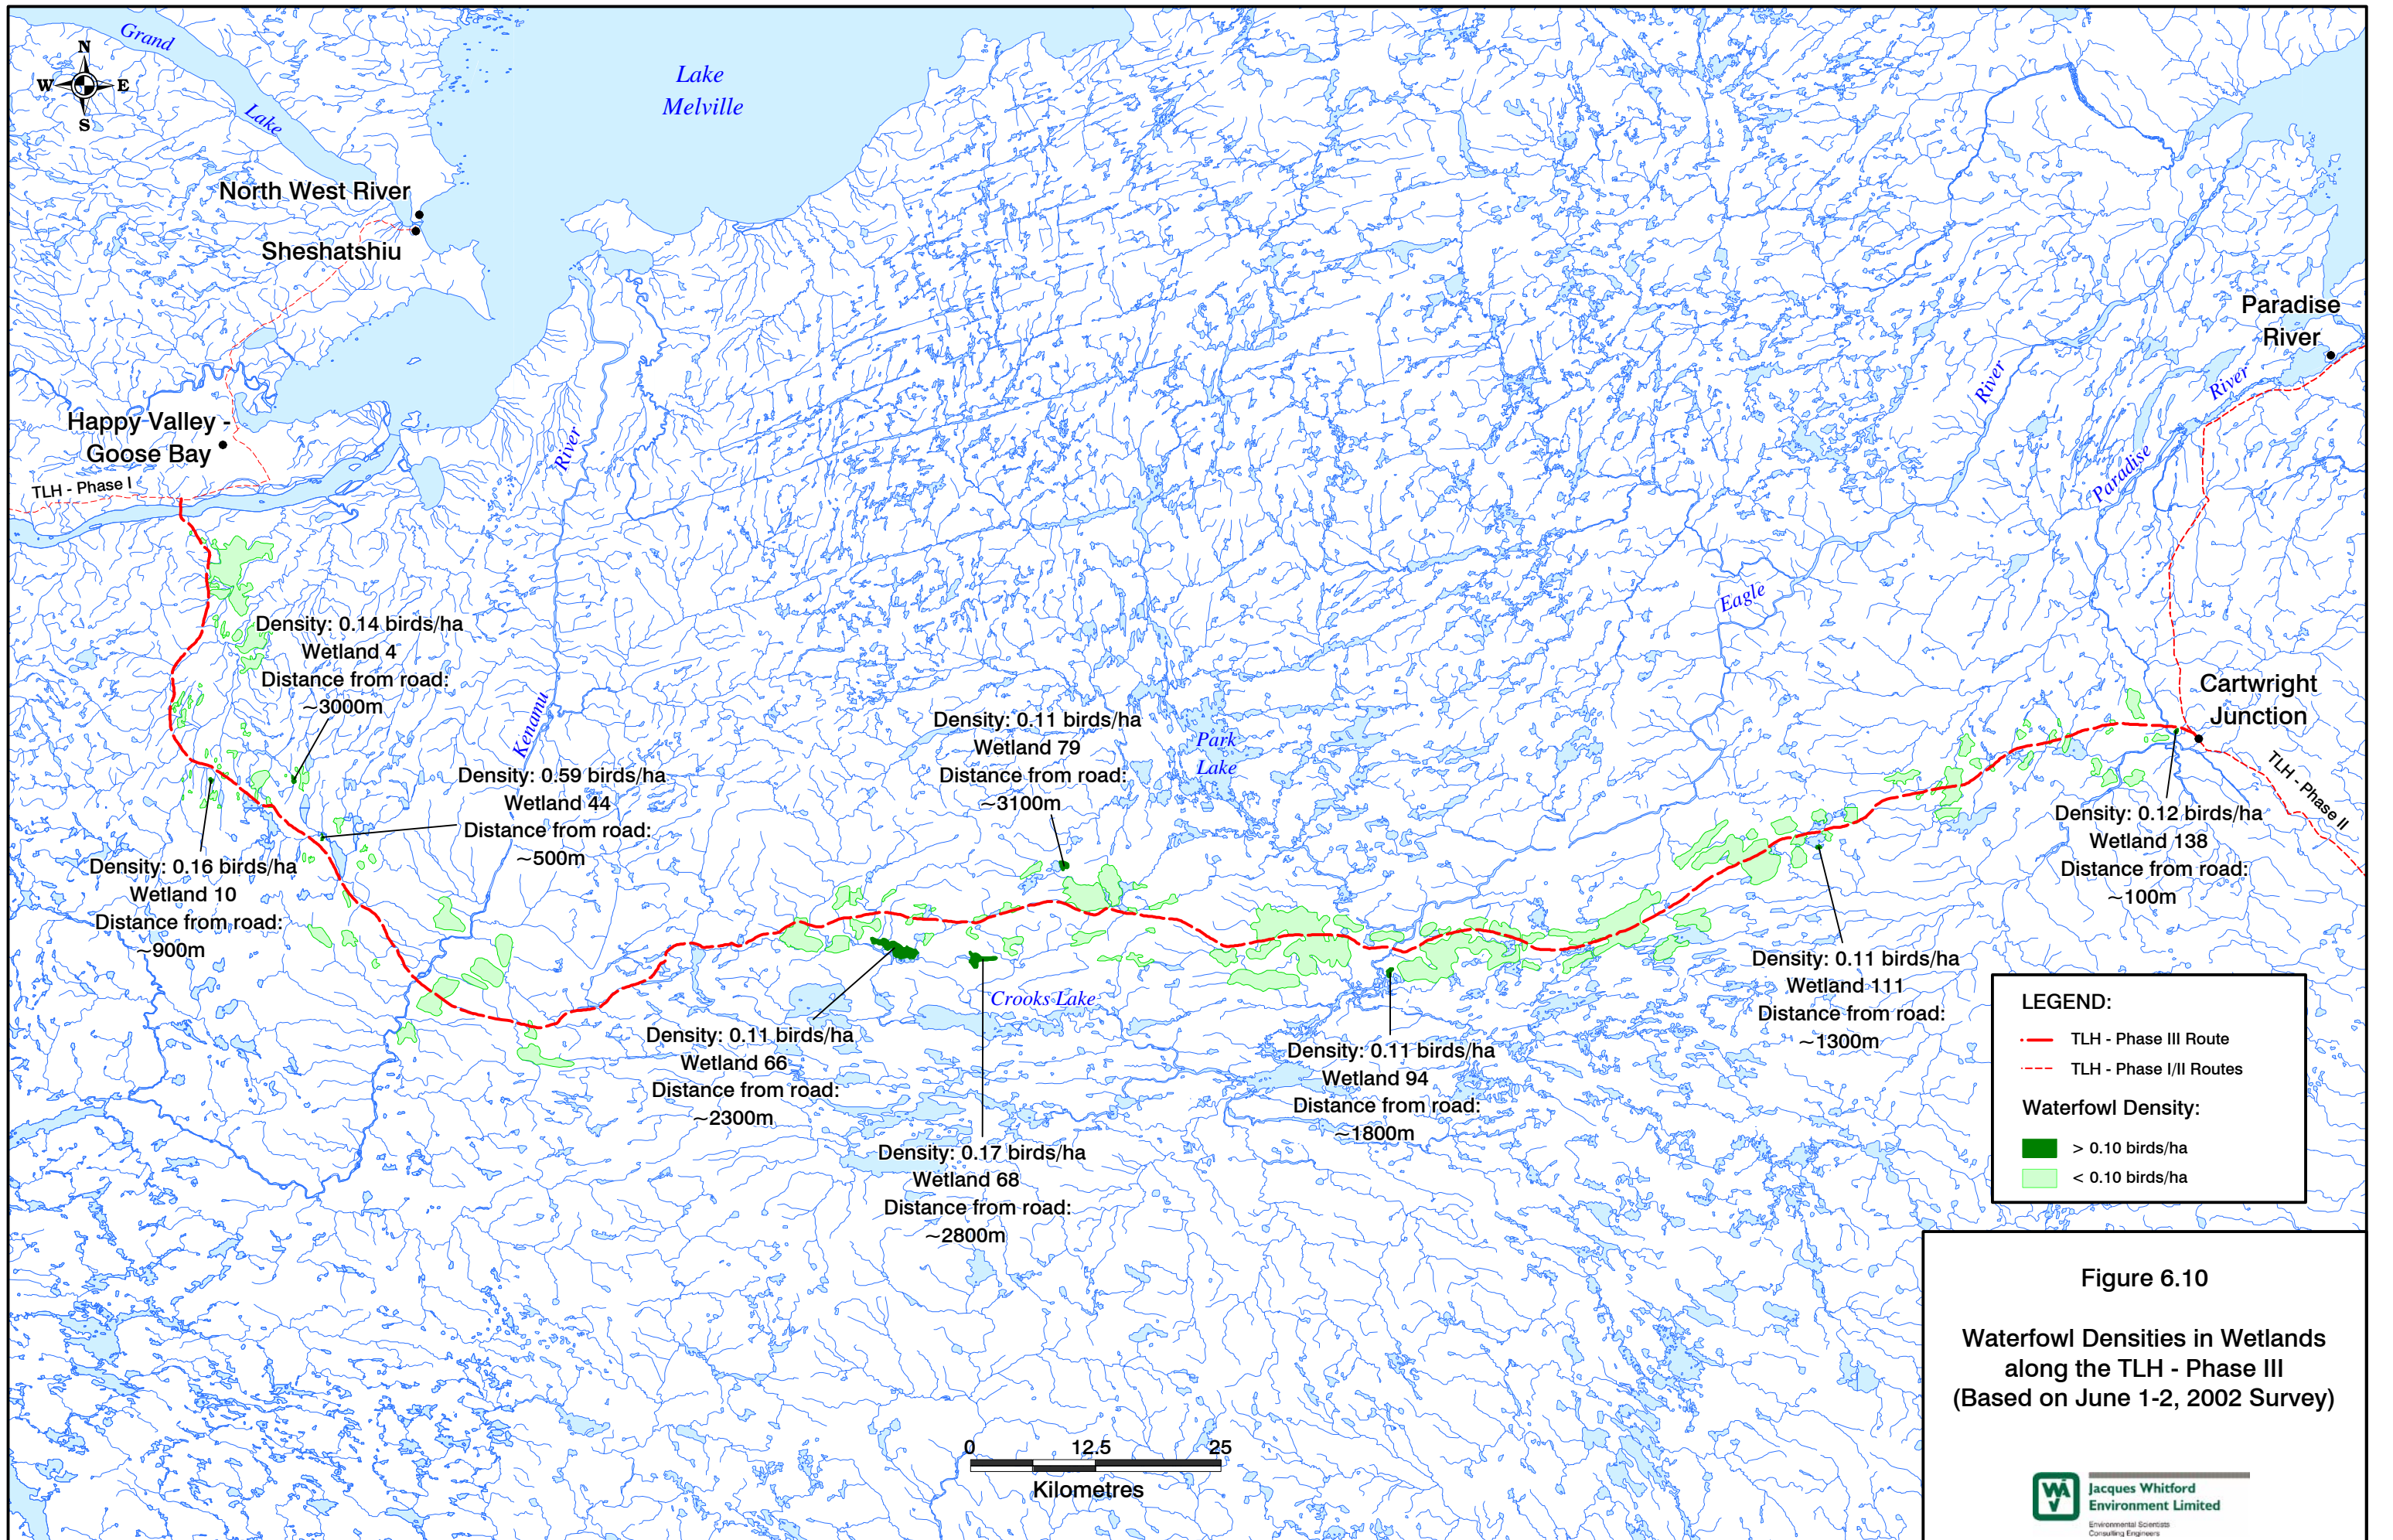 Grand
Lake
N
W E
S
Lake
Melville
North West River
Sheshatshiu
Paradise
River
Happy Valley -
Goose Bay
TLH - Phase I
River
River
River
Paradise
Eagle
Density: 0.14 birds/ha
Wetland 4
Distance from road:
~3000m
Kenamu
Density: 0.59 birds/ha
Wetland 44
Distance from road:
~500m
Density: 0.11 birds/ha
Wetland 79
Distance from road:
~3100m
Park
Lake
Cartwright
Junction
TLH - Phase II
Density: 0.12 birds/ha
Wetland 138
Distance from road:
~100m
Density: 0.16 birds/ha
Wetland 10
Distance from road:
~900m
Density: 0.11 birds/ha
Wetland 111
Distance from road:
~1300m
Crooks Lake
Density: 0.11 birds/ha
Wetland 66
Distance from road:
~2300m
Density: 0.11 birds/ha
Wetland 94
Distance from road:
~1800m
Density: 0.17 birds/ha
Wetland 68
Distance from road:
~2800m
LEGEND:
TLH - Phase III Route
TLH - Phase I/II Routes
Waterfowl Density:
> 0.10 birds/ha
< 0.10 birds/ha
Figure 6.10
Waterfowl Densities in Wetlands
along the TLH - Phase III
(Based on June 1-2, 2002 Survey)
0 12.5 25
Kilometres
Jacques Whitford
Environment Limited
Environmental Scientists
Consulting Engineers